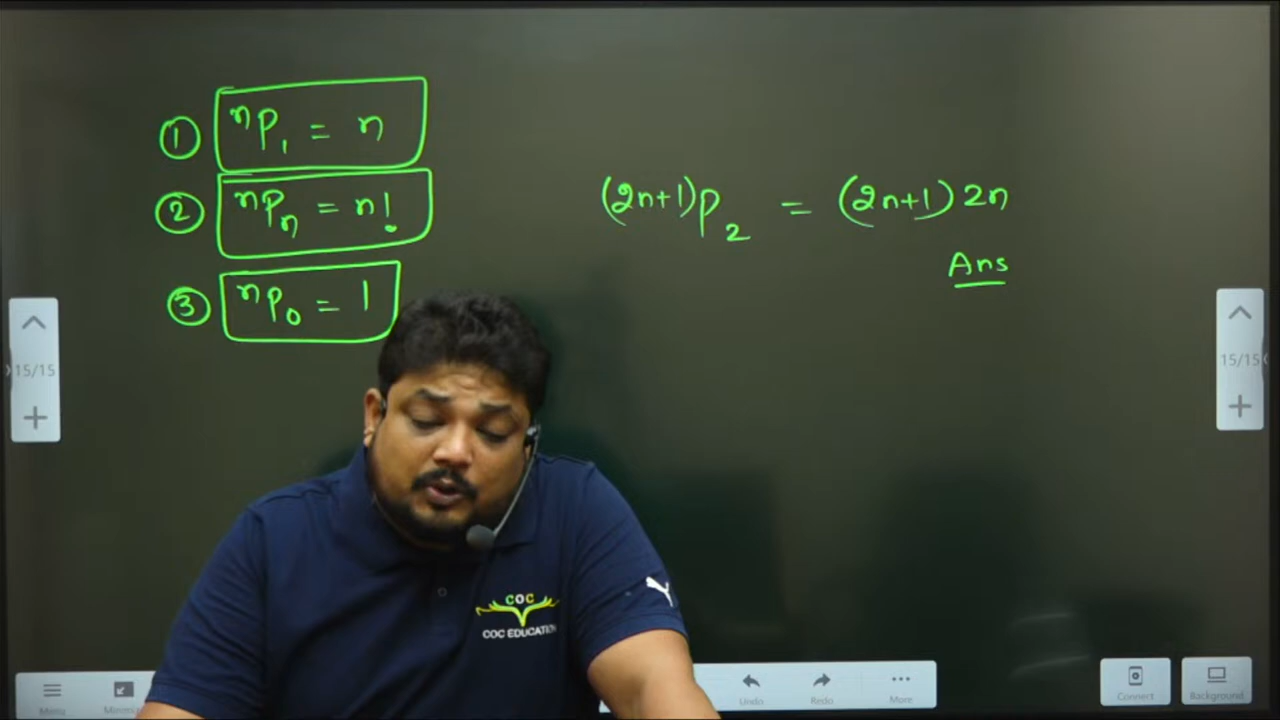 ① ⁿP₁ = n
② ⁿPₙ = n!
③ ⁿP₀ = 1
(2n+1)P₂ = (2n+1) 2n
Ans
15/15
15/15
COC
COC EDUCATION
Menu
Undo
Redo
More
Connect
Background